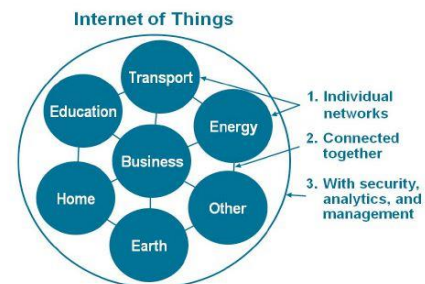 Internet of Things
Transport
Education
Energy
Business
Home
Other
Earth
1. Individual
networks
2. Connected
together
3. With security,
analytics, and
management